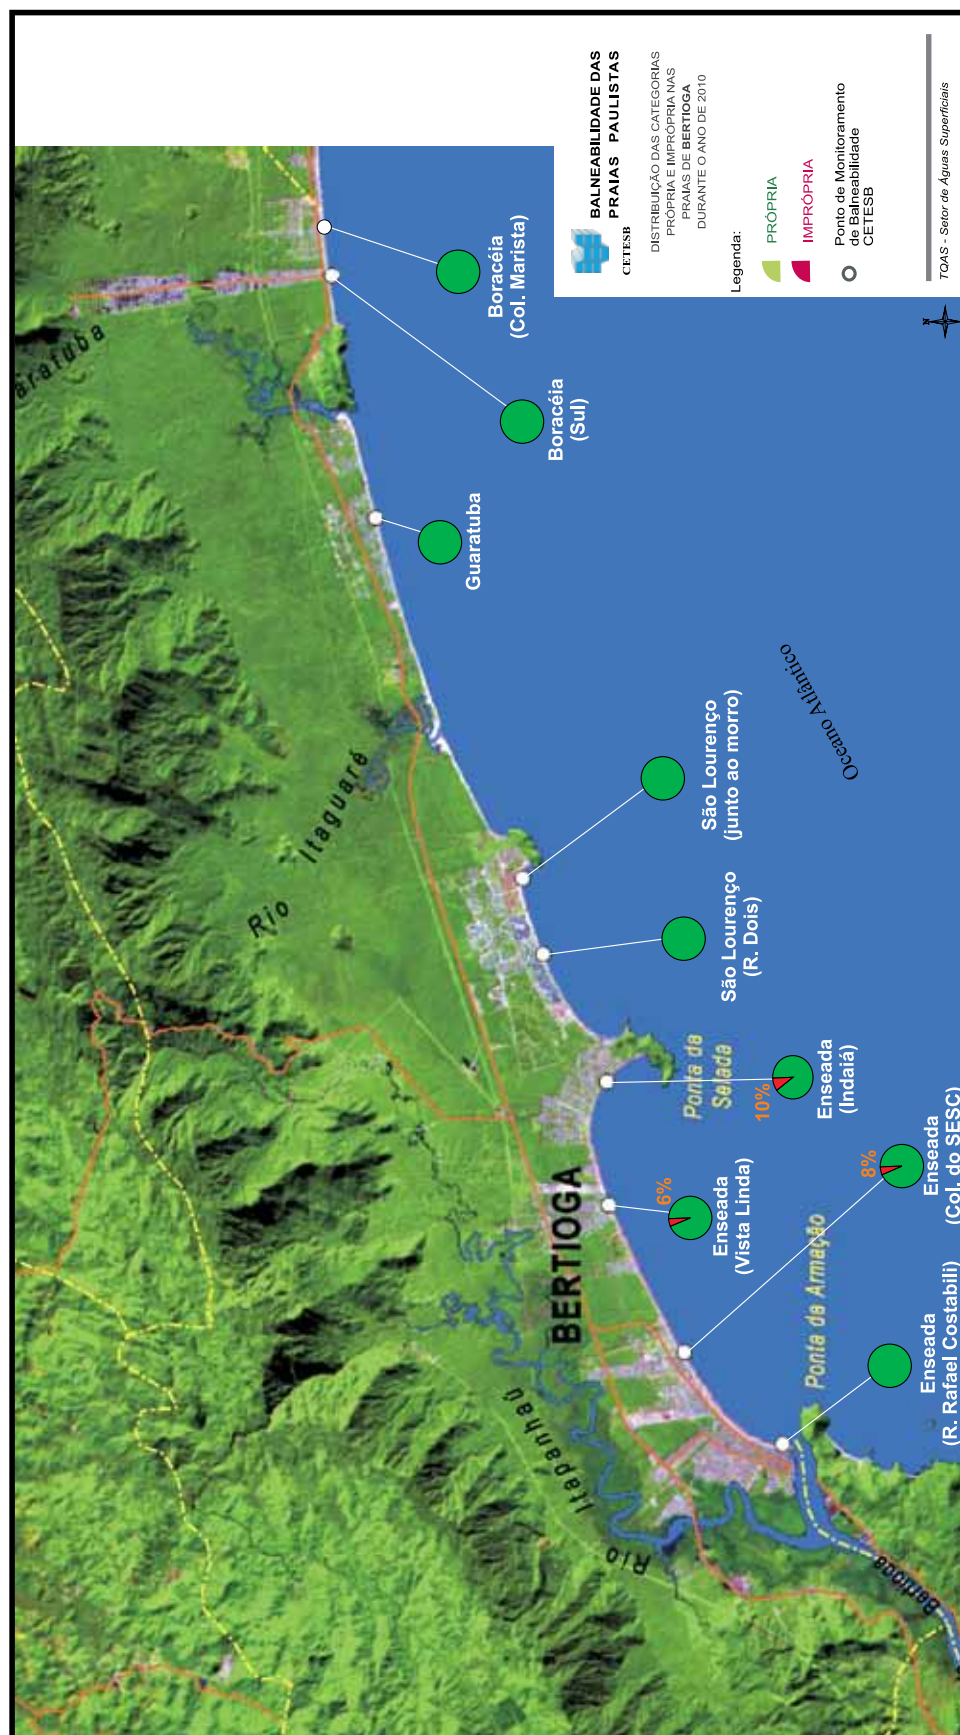 BALNEABILIDADE DAS
PRAIAS PAULISTAS
CETESB
DISTRIBUIÇÃO DAS CATEGORIAS
PRÓPRIA E IMPRÓPRIA NAS
PRAIAS DE BERTIOGA
DURANTE O ANO DE 2010
Legenda:
PRÓPRIA
IMPRÓPRIA
Ponto de Monitoramento
de Balneabilidade
CETESB
TQAS - Setor de Águas Superficiais
N
Boracéia
(Col. Marista)
Boracéia
(Sul)
Guaratuba
São Lourenço
(junto ao morro)
São Lourenço
(R. Dois)
10%
Enseada
(Indaiá)
6%
Enseada
(Vista Linda)
8%
Enseada
(Col. do SESC)
Enseada
(R. Rafael Costabili)
Oceano Atlântico
Rio Itaguaré
Ponta da
Selada
BERTIOGA
Ponta da Armação
Rio Itapanhaú
Bertioga
aratuba